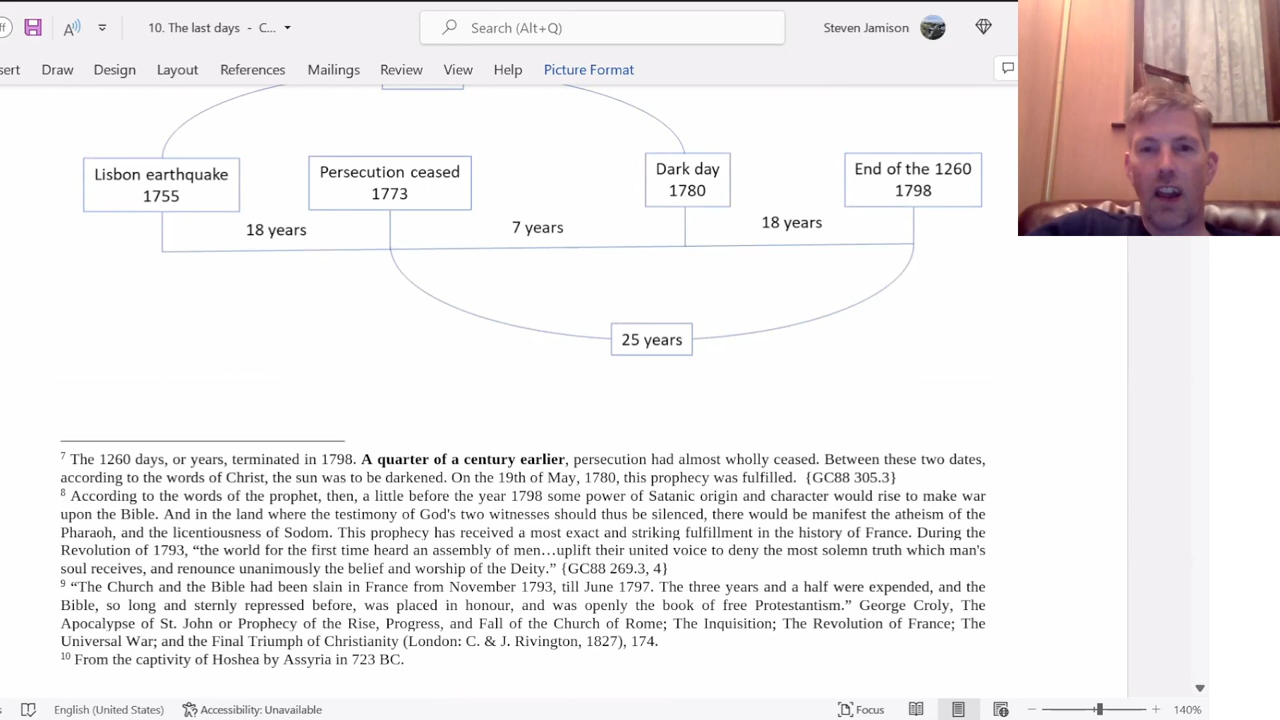 ff
10. The last days - C...
Search (Alt+Q)
Steven Jamison
sert Draw Design Layout References Mailings Review View Help Picture Format
Lisbon earthquake
1755
Persecution ceased
1773
Dark day
1780
End of the 1260
1798
18 years
7 years
18 years
25 years
7 The 1260 days, or years, terminated in 1798. A quarter of a century earlier, persecution had almost wholly ceased. Between these two dates,
according to the words of Christ, the sun was to be darkened. On the 19th of May, 1780, this prophecy was fulfilled. {GC88 305.3}
8 According to the words of the prophet, then, a little before the year 1798 some power of Satanic origin and character would rise to make war
upon the Bible. And in the land where the testimony of God's two witnesses should thus be silenced, there would be manifest the atheism of the
Pharaoh, and the licentiousness of Sodom. This prophecy has received a most exact and striking fulfillment in the history of France. During the
Revolution of 1793, “the world for the first time heard an assembly of men…uplift their united voice to deny the most solemn truth which man's
soul receives, and renounce unanimously the belief and worship of the Deity.” {GC88 269.3, 4}
9 “The Church and the Bible had been slain in France from November 1793, till June 1797. The three years and a half were expended, and the
Bible, so long and sternly repressed before, was placed in honour, and was openly the book of free Protestantism.” George Croly, The
Apocalypse of St. John or Prophecy of the Rise, Progress, and Fall of the Church of Rome; The Inquisition; The Revolution of France; The
Universal War; and the Final Triumph of Christianity (London: C. & J. Rivington, 1827), 174.
10 From the captivity of Hoshea by Assyria in 723 BC.
English (United States) Accessibility: Unavailable Focus 140%